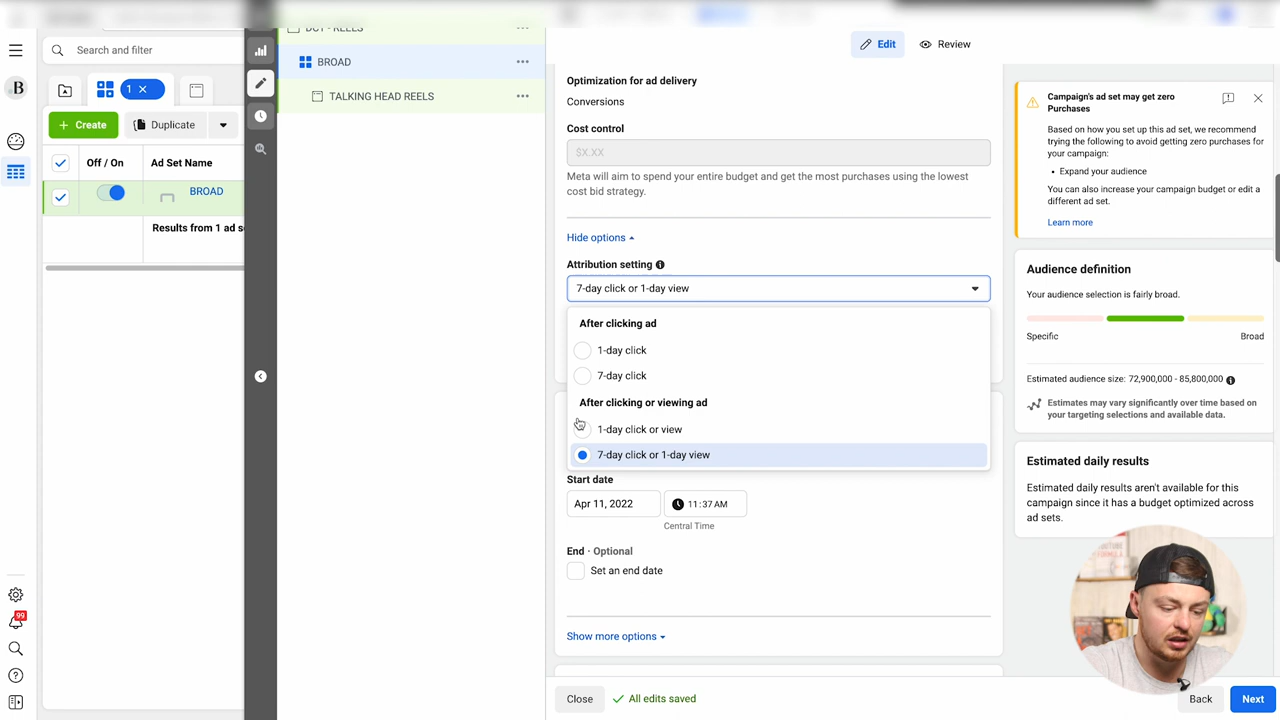 Search and filter
1
Create
Duplicate
Off / On
Ad Set Name
BROAD
Results from 1 ad s
99
DCT - REELS
BROAD
TALKING HEAD REELS
Edit
Review
Optimization for ad delivery
Conversions
Cost control
$X.XX
Meta will aim to spend your entire budget and get the most purchases using the lowest
cost bid strategy.
Hide options
Attribution setting
7-day click or 1-day view
After clicking ad
1-day click
7-day click
After clicking or viewing ad
1-day click or view
7-day click or 1-day view
Start date
Apr 11, 2022
11:37 AM
Central Time
End · Optional
Set an end date
Show more options
Close
All edits saved
Back
Next
Campaign's ad set may get zero
Purchases
Based on how you set up this ad set, we recommend
trying the following to avoid getting zero purchases for
your campaign:
• Expand your audience
You can also increase your campaign budget or edit a
different ad set.
Learn more
Audience definition
Your audience selection is fairly broad.
Specific
Broad
Estimated audience size: 72,900,000 - 85,800,000
Estimates may vary significantly over time based on
your targeting selections and available data.
Estimated daily results
Estimated daily results aren't available for this
campaign since it has a budget optimized across
ad sets.